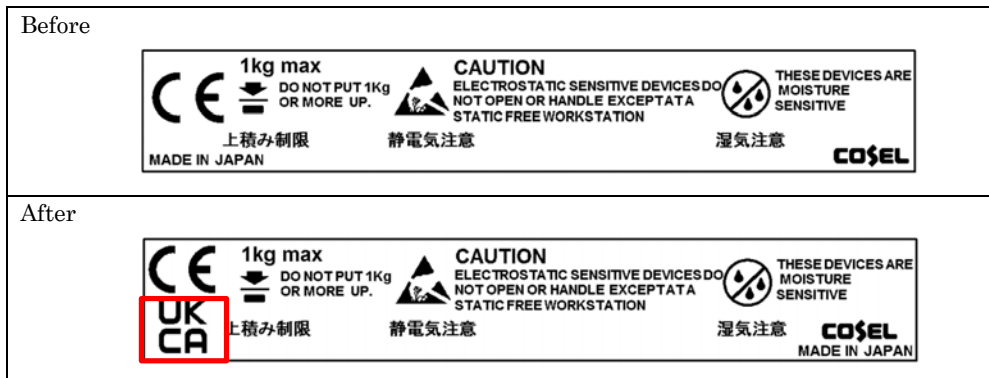 Before
CE
1kg max
DO NOT PUT 1Kg
OR MORE UP.
上積み制限
MADE IN JAPAN
CAUTION
ELECTROSTATIC SENSITIVE DEVICES DO
NOT OPEN OR HANDLE EXCEPT AT A
STATIC FREE WORKSTATION
静電気注意
THESE DEVICES ARE
MOISTURE
SENSITIVE
湿気注意
COSEL
After
CE
UK
CA
1kg max
DO NOT PUT 1Kg
OR MORE UP.
上積み制限
CAUTION
ELECTROSTATIC SENSITIVE DEVICES DO
NOT OPEN OR HANDLE EXCEPT AT A
STATIC FREE WORKSTATION
静電気注意
THESE DEVICES ARE
MOISTURE
SENSITIVE
湿気注意
COSEL
MADE IN JAPAN